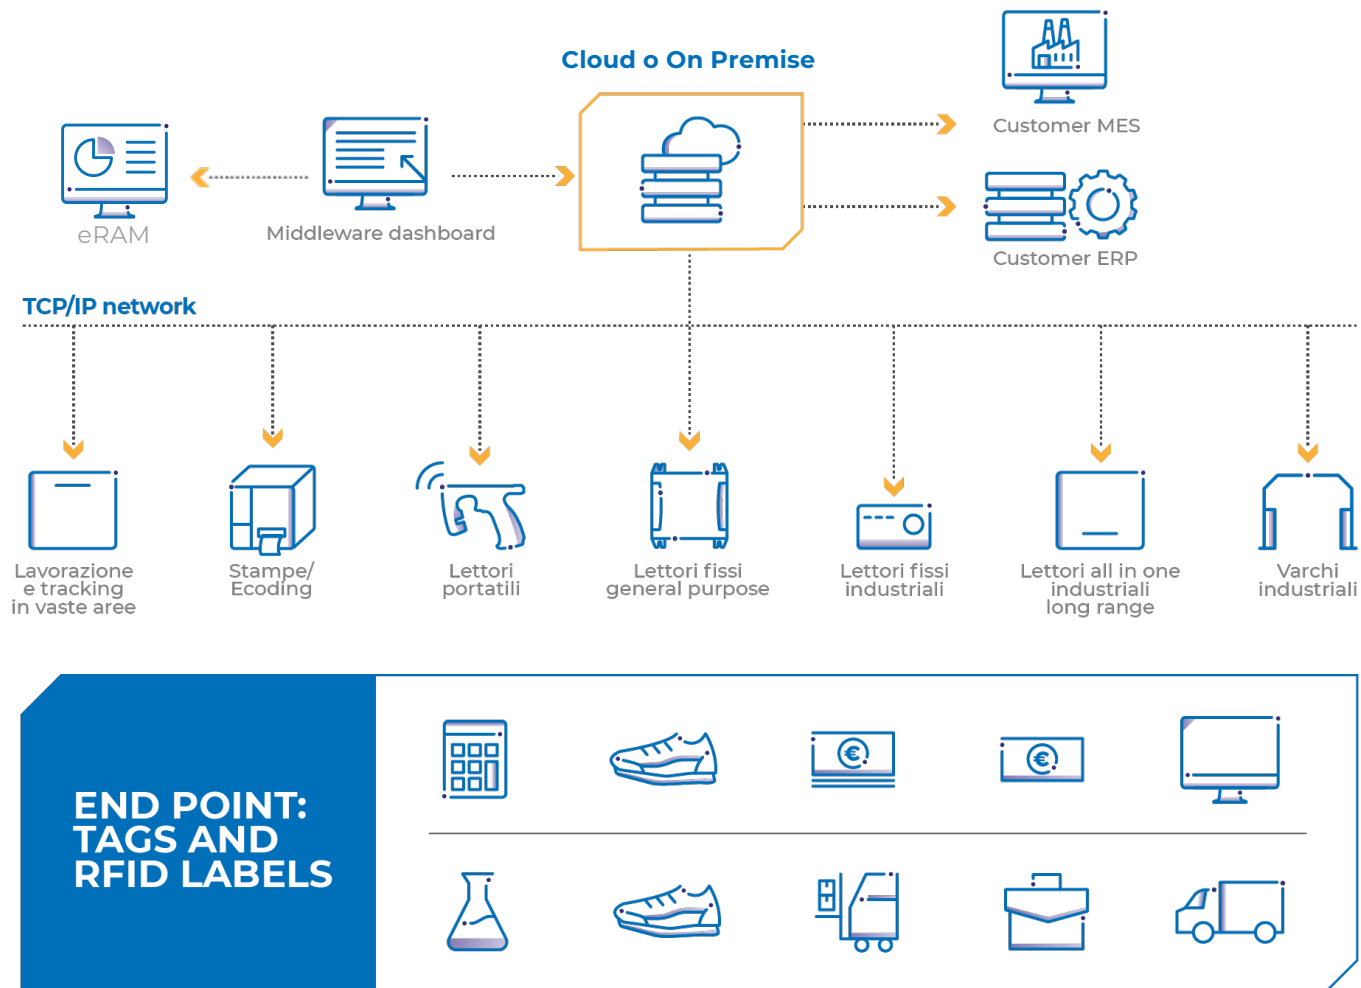 Cloud o On Premise
Customer MES
eRAM
Middleware dashboard
Customer ERP
TCP/IP network
Lavorazione
e tracking
in vaste aree
Stampe/
Ecoding
Lettori
portatili
Lettori fissi
general purpose
Lettori fissi
industriali
Lettori all in one
industriali
long range
Varchi
industriali
END POINT:
TAGS AND
RFID LABELS
€
€